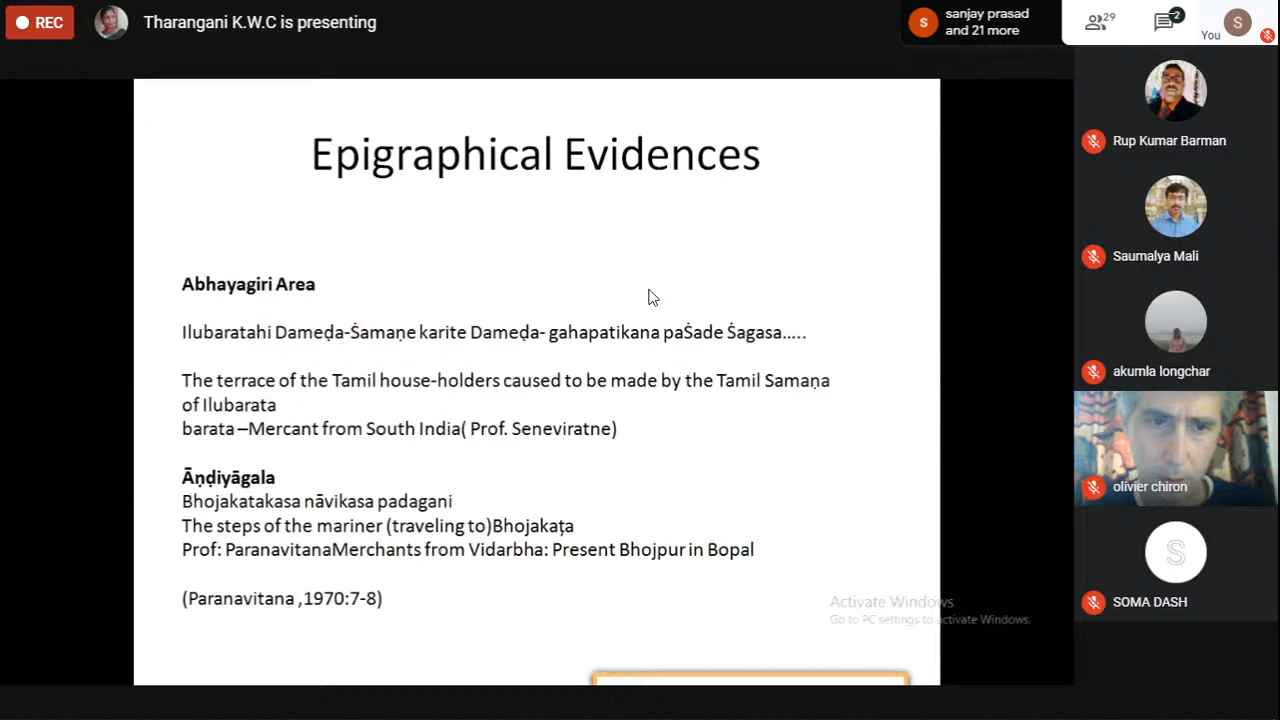 REC
Tharangani K.W.C is presenting
sanjay prasad
and 21 more
29
2
You
S
S
Rup Kumar Barman
Saumalya Mali
akumla longchar
olivier chiron
S
SOMA DASH
Epigraphical Evidences
Abhayagiri Area
Ilubaratahi Dameḍa-Ṡamaṇe karite Dameḍa- gahapatikana paṠade Ṡagasa…..
The terrace of the Tamil house-holders caused to be made by the Tamil Samaṇa
of Ilubarata
barata –Mercant from South India( Prof. Seneviratne)
Āṇḍiyāgala
Bhojakatakasa nāvikasa padagani
The steps of the mariner (traveling to)Bhojakaṭa
Prof: ParanavitanaMerchants from Vidarbha: Present Bhojpur in Bopal
(Paranavitana ,1970:7-8)
Activate Windows
Go to PC settings to activate Windows.